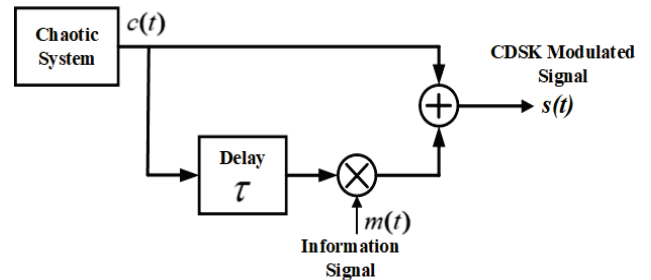 Chaotic
System
c(t)
CDSK Modulated
Signal
s(t)
Delay
τ
m(t)
Information
Signal